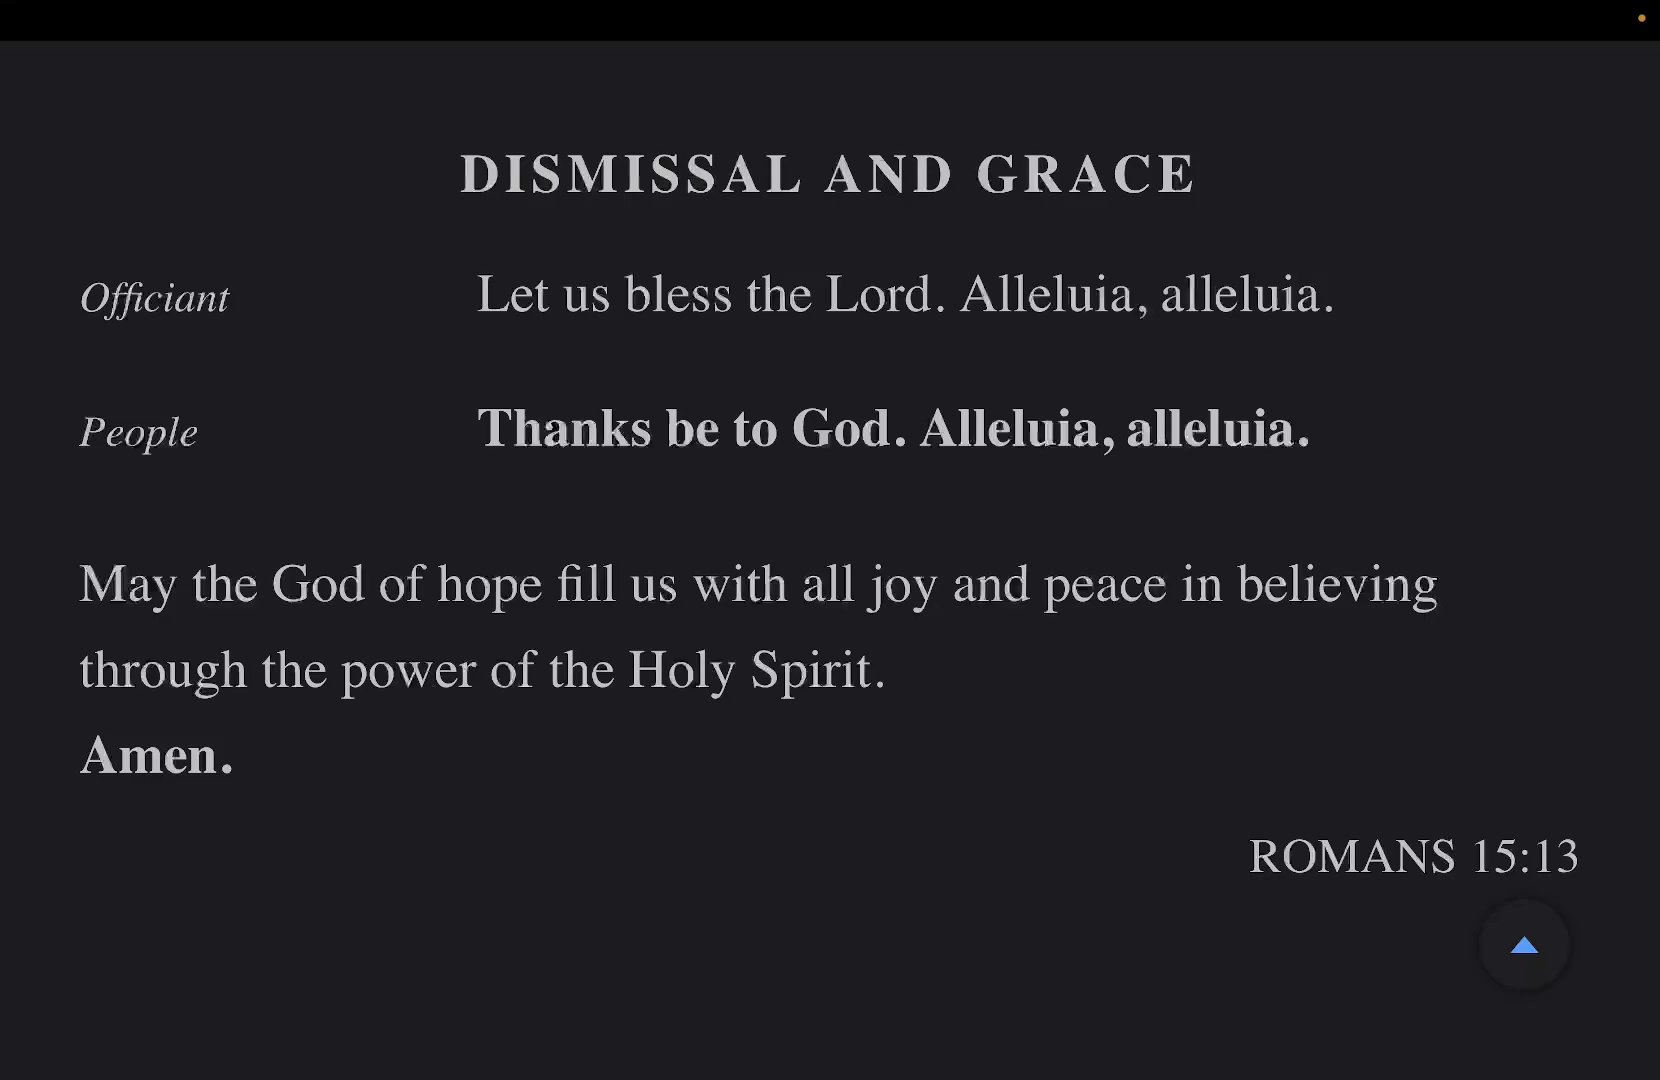 DISMISSAL AND GRACE
Officiant Let us bless the Lord. Alleluia, alleluia.
People Thanks be to God. Alleluia, alleluia.
May the God of hope fill us with all joy and peace in believing
through the power of the Holy Spirit.
Amen.
ROMANS 15:13